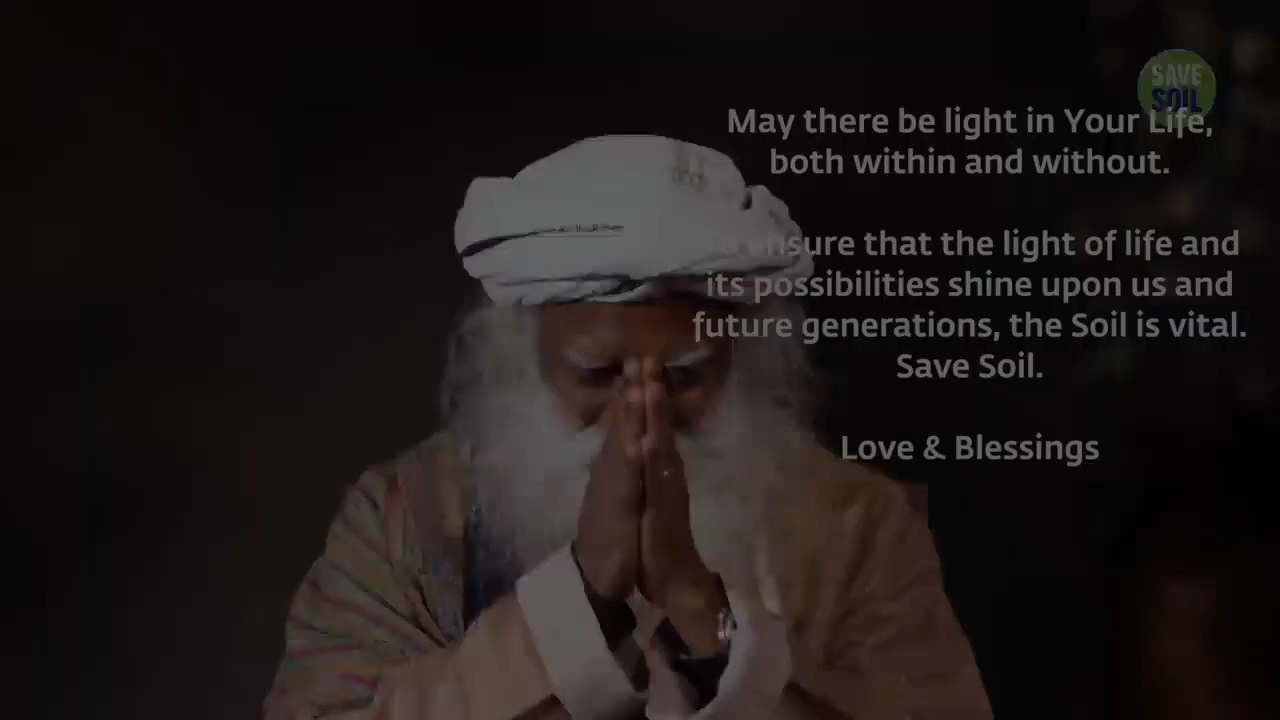 SAVE
SOIL
May there be light in Your Life,
both within and without.
ensure that the light of life and
its possibilities shine upon us and
future generations, the Soil is vital.
Save Soil.
Love & Blessings